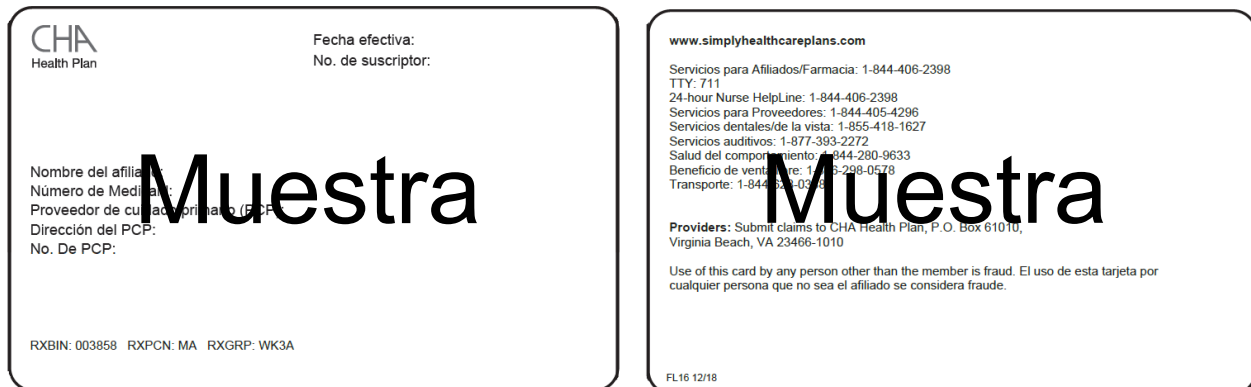 CHA
Health Plan
Fecha efectiva:
No. de suscriptor:
Nombre del afiliado:
Número de Medicaid:
Proveedor de cuidado primario (PCP):
Dirección del PCP:
No. De PCP:
Muestra
RXBIN: 003858 RXPCN: MA RXGRP: WK3A
www.simplyhealthcareplans.com
Servicios para Afiliados/Farmacia: 1-844-406-2398
TTY: 711
24-hour Nurse HelpLine: 1-844-406-2398
Servicios para Proveedores: 1-844-405-4296
Servicios dentales/de la vista: 1-855-418-1627
Servicios auditivos: 1-877-393-2272
Salud del comportamiento: 1-844-280-9633
Beneficio de venta libre: 298-0578
Transporte: 1-844
Muestra
Providers: Submit claims to CHA Health Plan, P.O. Box 61010,
Virginia Beach, VA 23466-1010
Use of this card by any person other than the member is fraud. El uso de esta tarjeta por
cualquier persona que no sea el afiliado se considera fraude.
FL16 12/18